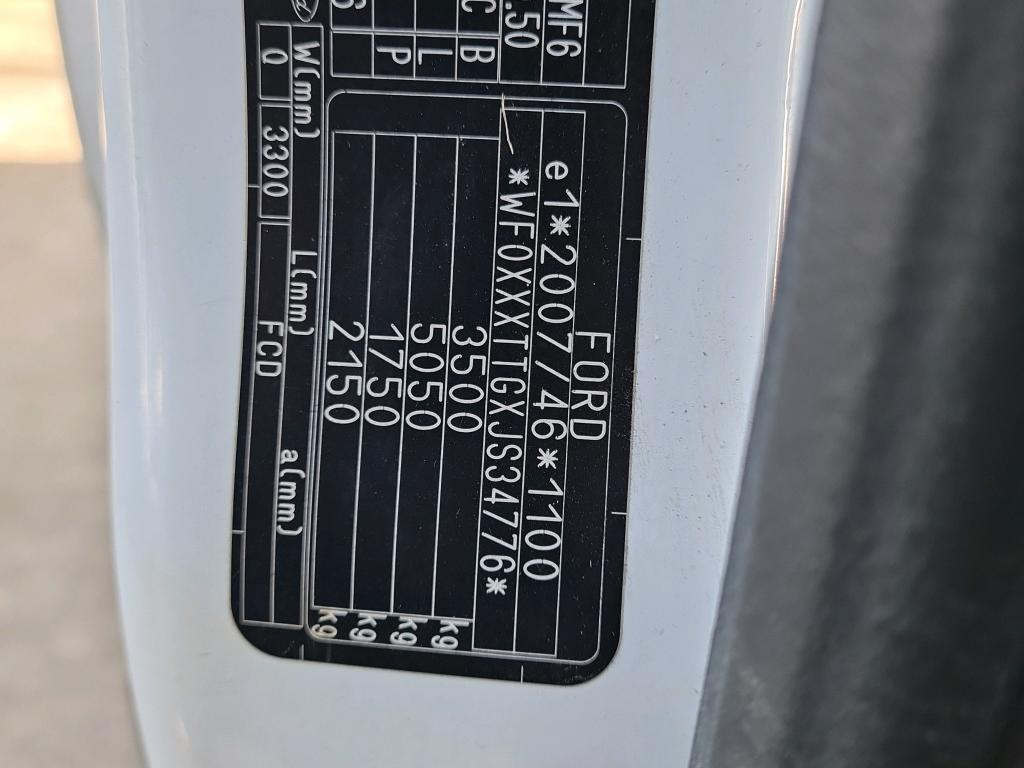 FORD
e1*2007/46*1100
*WF0XXXTTGXJS34776*
3500 kg
5050 kg
1750 kg
2150 kg
MF6
.50
C B
L
6 P
W(mm) L(mm) a(mm)
0 3300 FCD